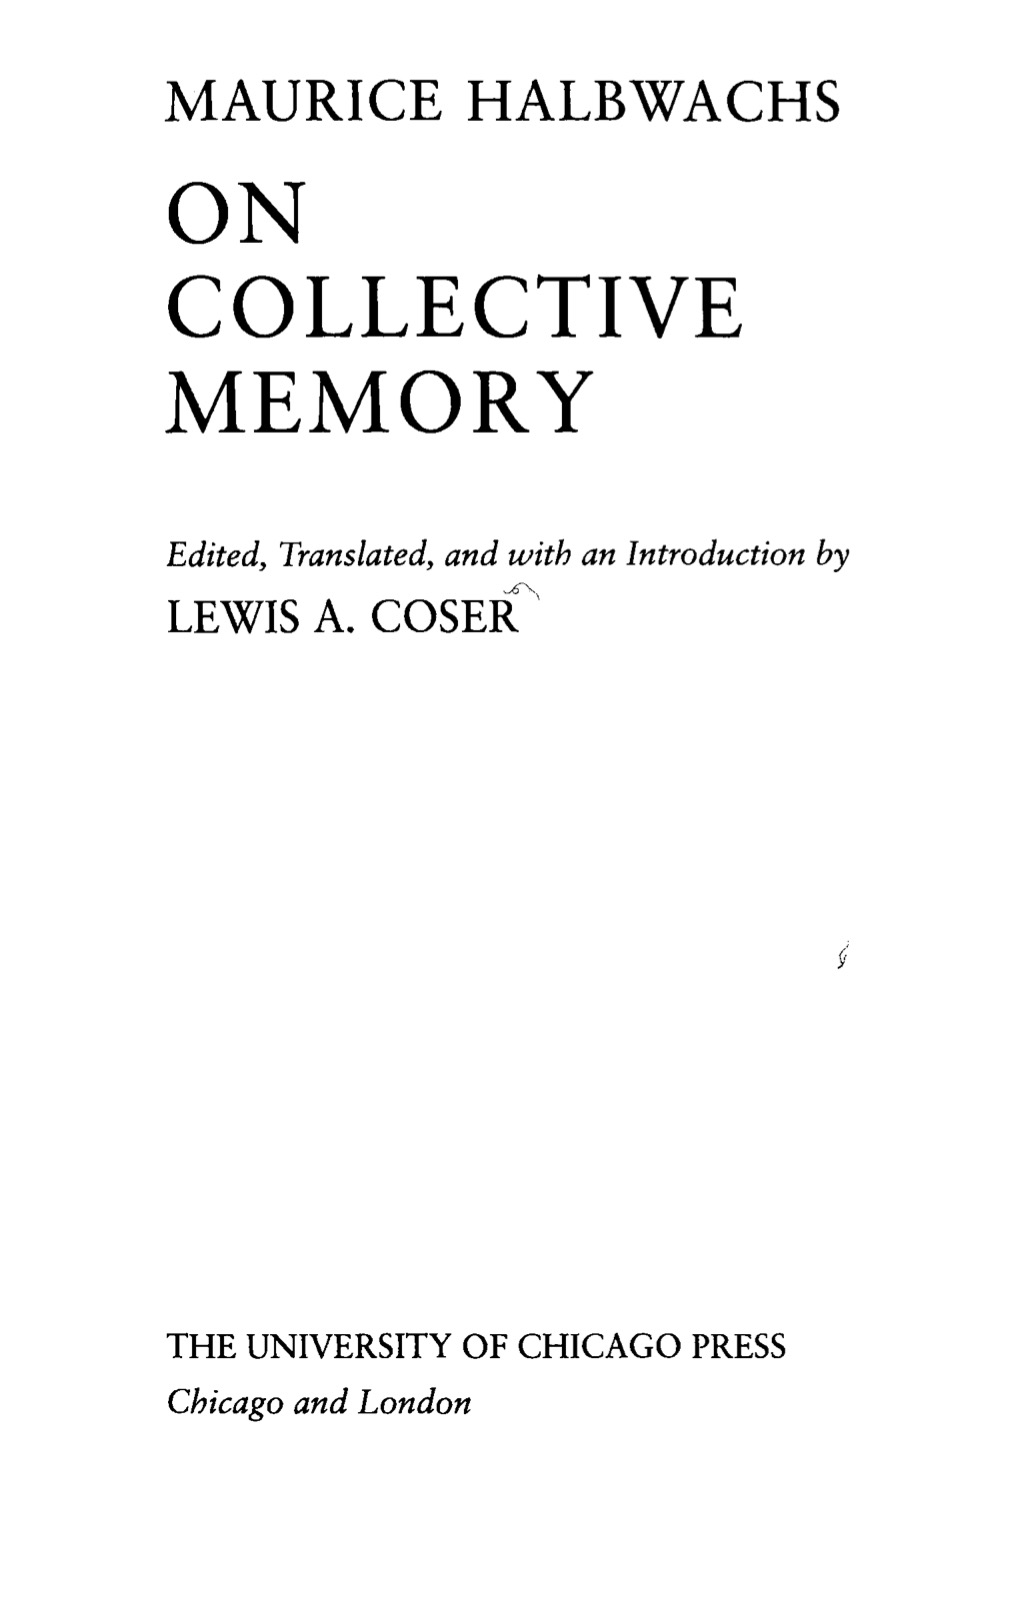 MAURICE HALBWACHS
ON
COLLECTIVE
MEMORY
Edited, Translated, and with an Introduction by
LEWIS A. COSER
THE UNIVERSITY OF CHICAGO PRESS
Chicago and London